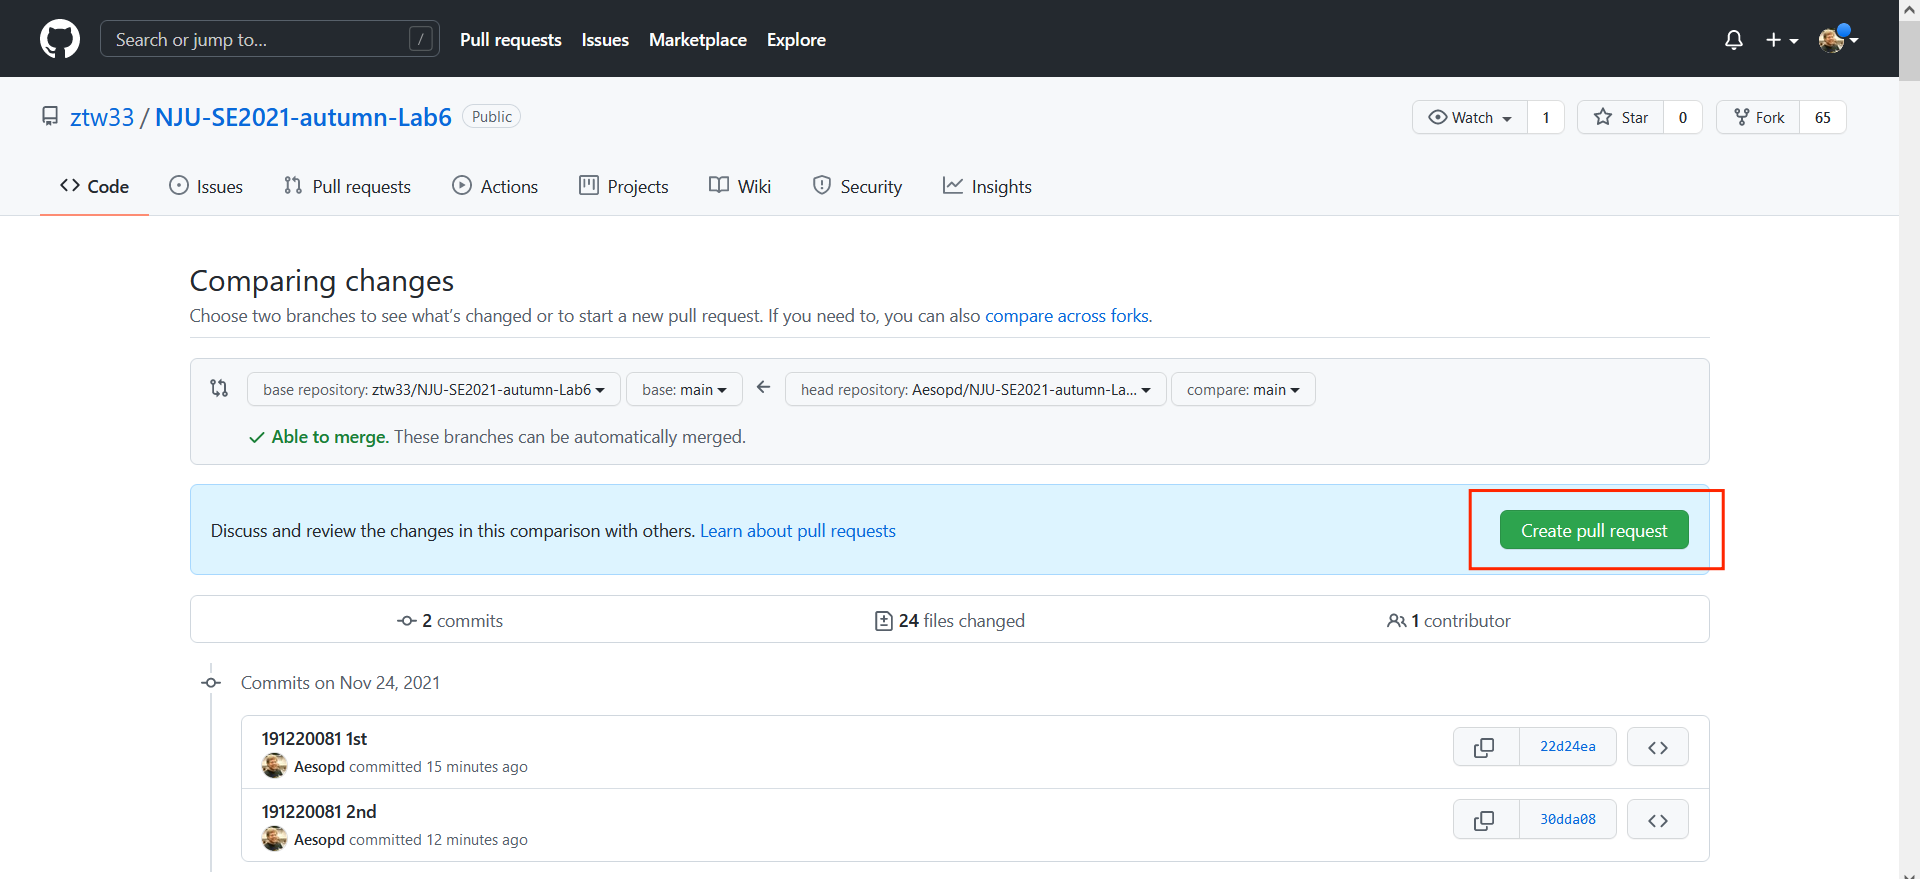 Search or jump to... /
Pull requests Issues Marketplace Explore
ztw33 / NJU-SE2021-autumn-Lab6 Public
Watch 1 Star 0 Fork 65
Code Issues Pull requests Actions Projects Wiki Security Insights
Comparing changes
Choose two branches to see what’s changed or to start a new pull request. If you need to, you can also compare across forks.
base repository: ztw33/NJU-SE2021-autumn-Lab6 base: main head repository: Aesopd/NJU-SE2021-autumn-La... compare: main
Able to merge. These branches can be automatically merged.
Discuss and review the changes in this comparison with others. Learn about pull requests
Create pull request
2 commits 24 files changed 1 contributor
Commits on Nov 24, 2021
191220081 1st
Aesopd committed 15 minutes ago
22d24ea
191220081 2nd
Aesopd committed 12 minutes ago
30dda08